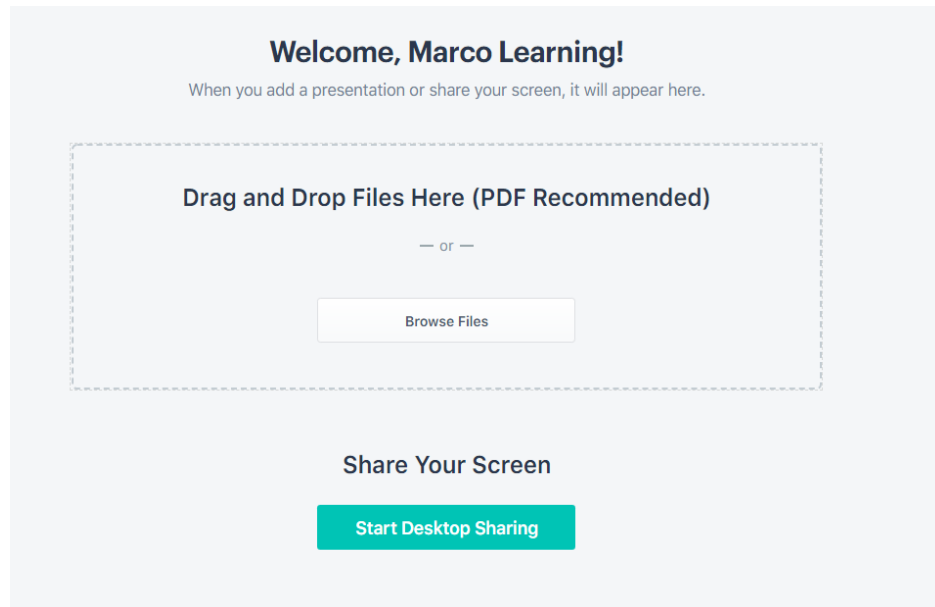 Welcome, Marco Learning!
When you add a presentation or share your screen, it will appear here.
Drag and Drop Files Here (PDF Recommended)
— or —
Browse Files
Share Your Screen
Start Desktop Sharing